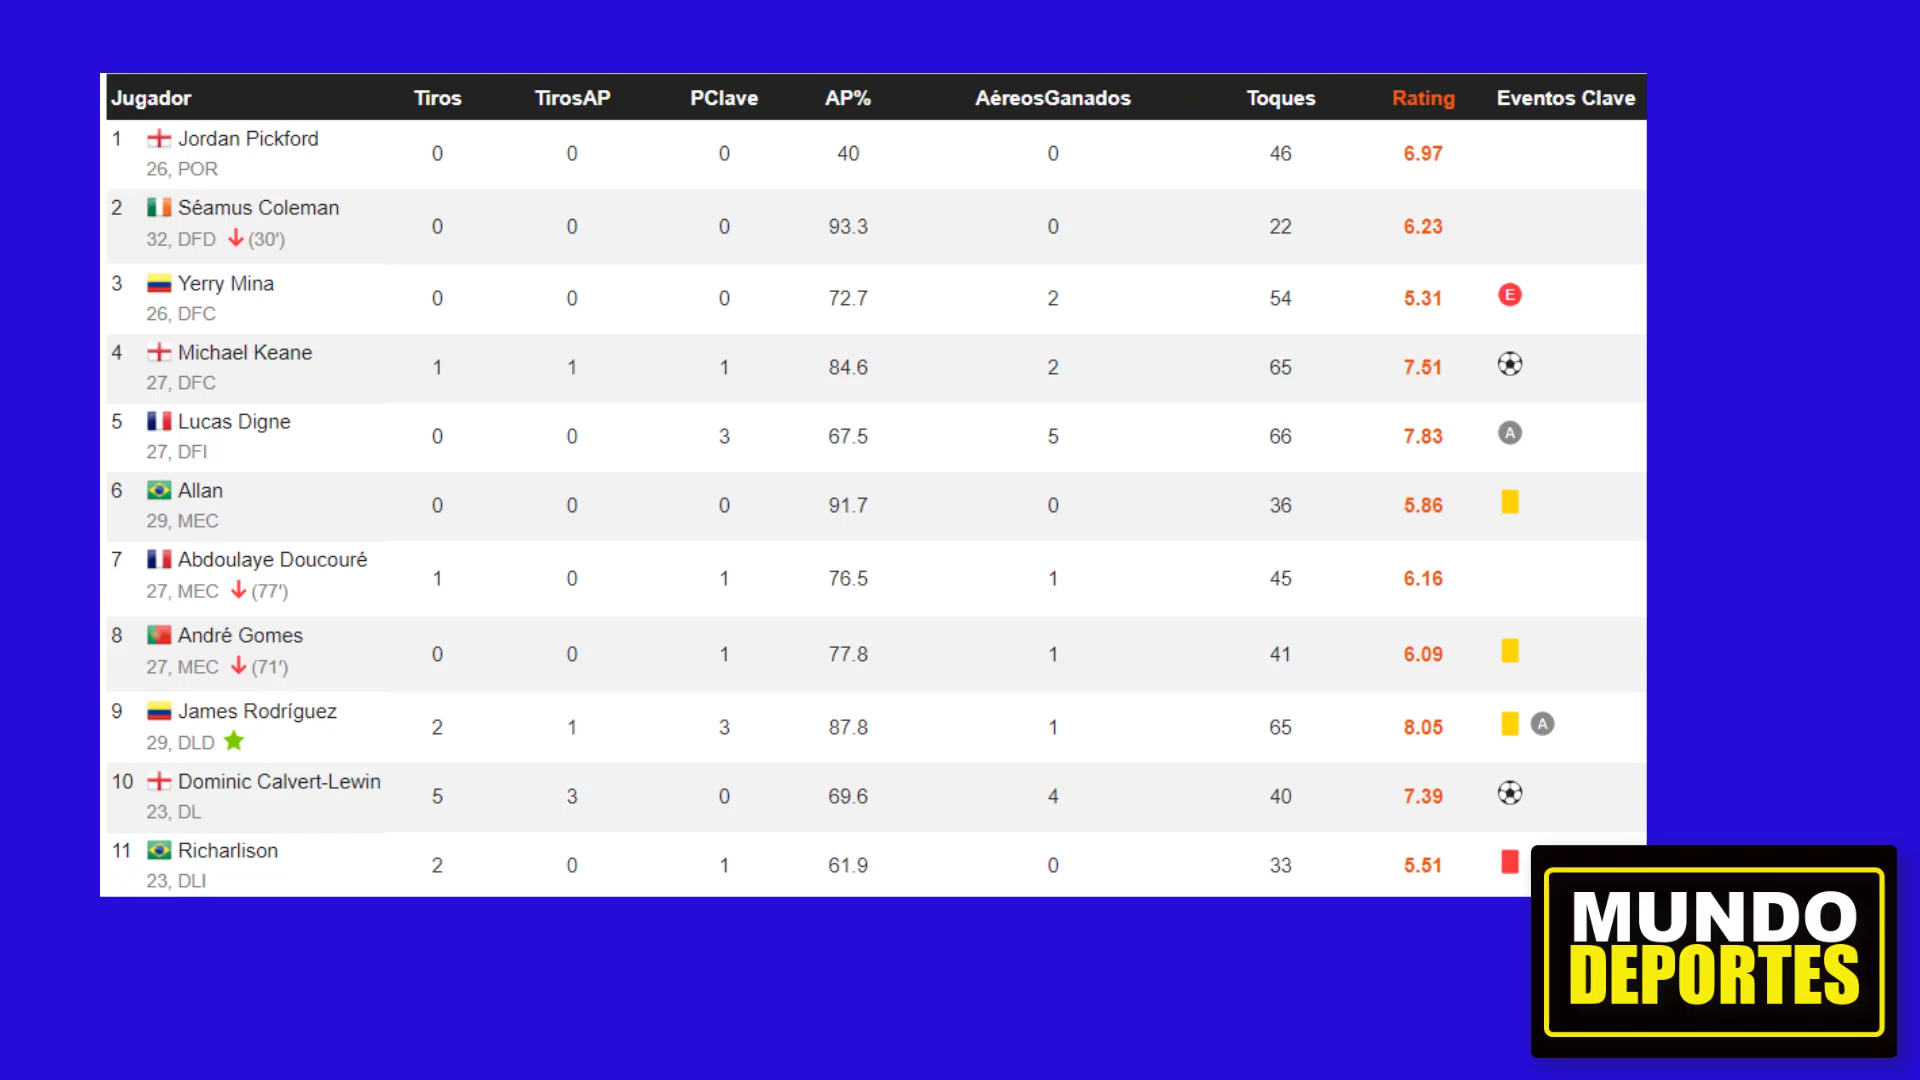 Jugador Tiros TirosAP PClave AP% AéreosGanados Toques Rating Eventos Clave
1 Jordan Pickford
26, POR
0 0 0 40 0 46 6.97
2 Séamus Coleman
32, DFD (30')
0 0 0 93.3 0 22 6.23
3 Yerry Mina
26, DFC
0 0 0 72.7 2 54 5.31 E
4 Michael Keane
27, DFC
1 1 1 84.6 2 65 7.51
5 Lucas Digne
27, DFI
0 0 3 67.5 5 66 7.83 A
6 Allan
29, MEC
0 0 0 91.7 0 36 5.86
7 Abdoulaye Doucouré
27, MEC (77')
1 0 1 76.5 1 45 6.16
8 André Gomes
27, MEC (71')
0 0 1 77.8 1 41 6.09
9 James Rodríguez
29, DLD
2 1 3 87.8 1 65 8.05 A
10 Dominic Calvert-Lewin
23, DL
5 3 0 69.6 4 40 7.39
11 Richarlison
23, DLI
2 0 1 61.9 0 33 5.51
MUNDO
DEPORTES